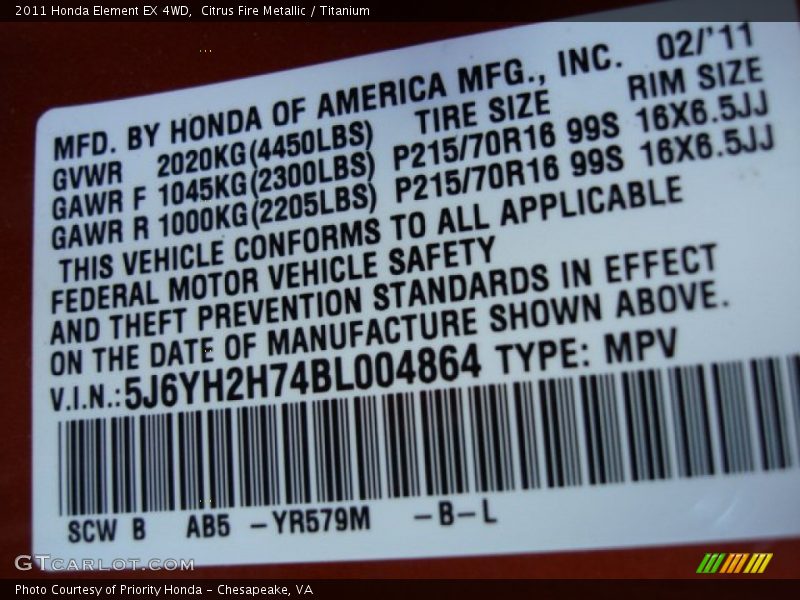 2011 Honda Element EX 4WD,  Citrus Fire Metallic / Titanium
MFD. BY HONDA OF AMERICA MFG., INC. 02/'11
GVWR 2020KG(4450LBS) TIRE SIZE RIM SIZE
GAWR F 1045KG(2300LBS) P215/70R16 99S 16X6.5JJ
GAWR R 1000KG(2205LBS) P215/70R16 99S 16X6.5JJ
THIS VEHICLE CONFORMS TO ALL APPLICABLE
FEDERAL MOTOR VEHICLE SAFETY
AND THEFT PREVENTION STANDARDS IN EFFECT
ON THE DATE OF MANUFACTURE SHOWN ABOVE.
V.I.N.:5J6YH2H74BL004864 TYPE: MPV
SCW B AB5 -YR579M -B-L
GTCARLOT.COM
Photo Courtesy of Priority Honda - Chesapeake, VA